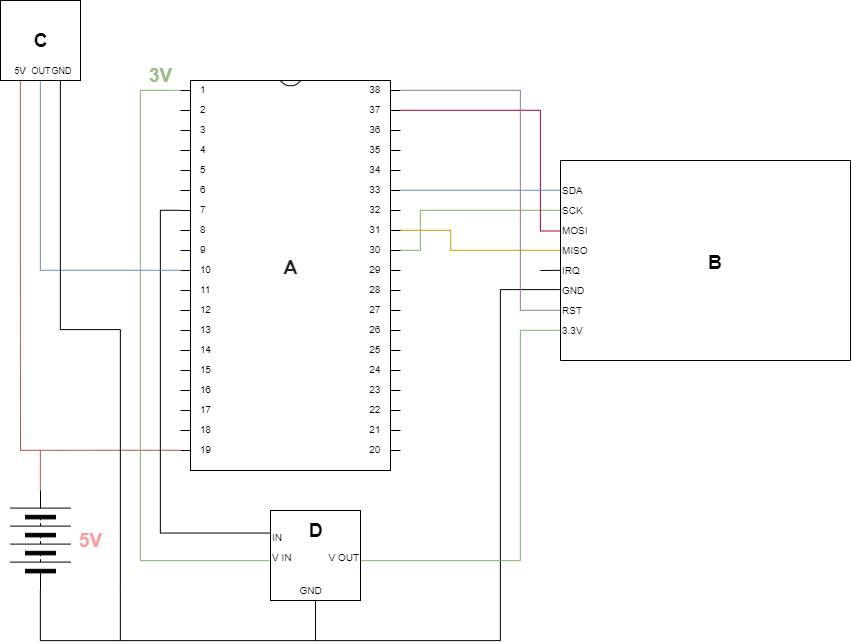 C
5V OUT GND
3V
1 38
2 37
3 36
4 35
5 34
6 33
7 32
8 31
9 30
10 29
11 28
12 27
13 26
14 25
15 24
16 23
17 22
18 21
19 20
A
SDA
SCK
MOSI
MISO
IRQ
GND
RST
3.3V
B
5V
D
IN
V IN V OUT
GND